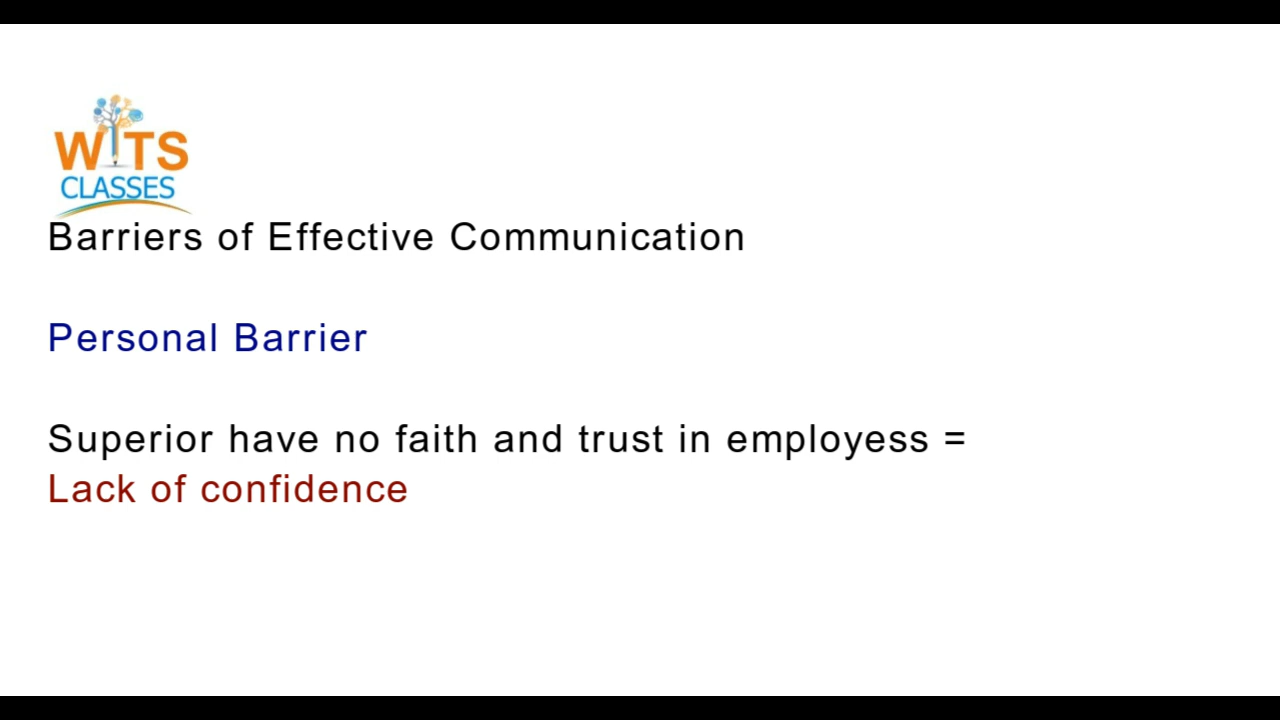 WITS
CLASSES
Barriers of Effective Communication
Personal Barrier
Superior have no faith and trust in employess =
Lack of confidence